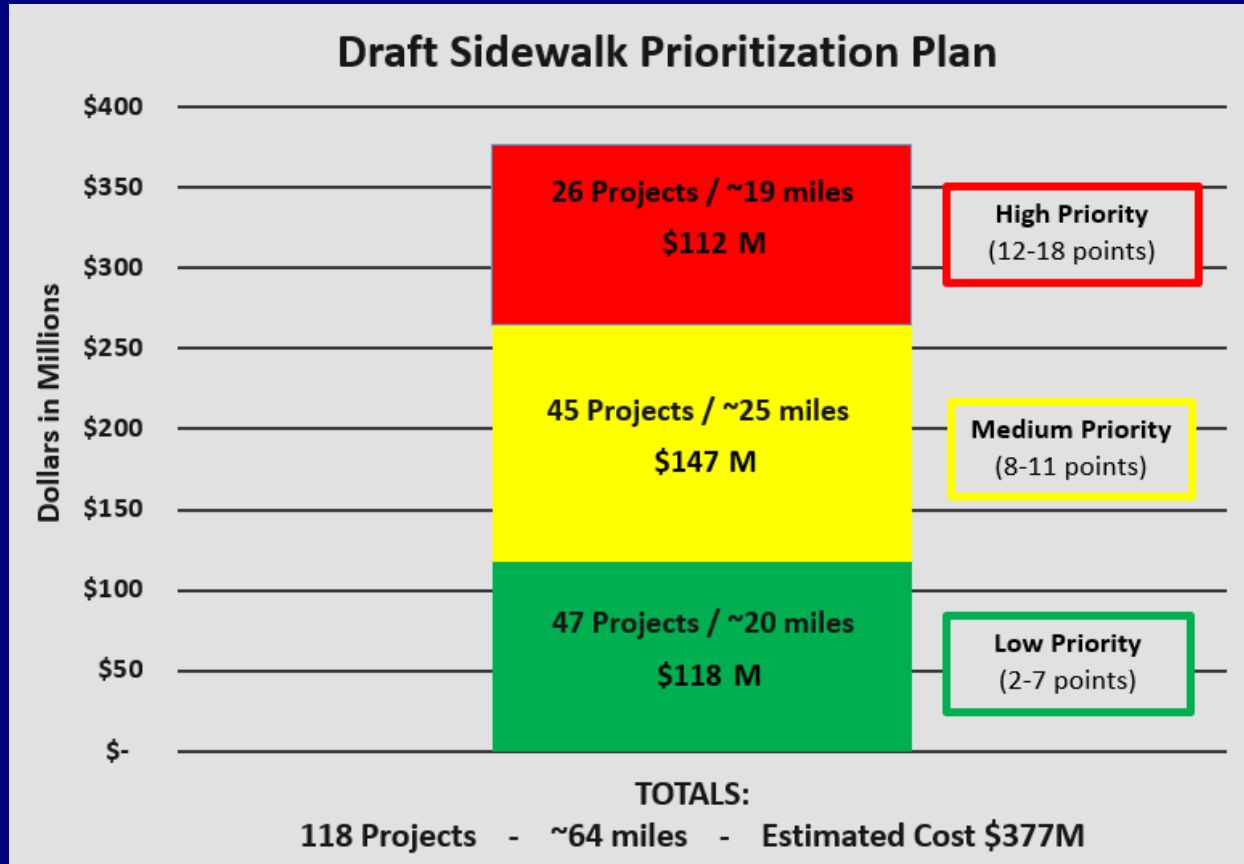 Draft Sidewalk Prioritization Plan
Dollars in Millions
$400
$350
$300
$250
$200
$150
$100
$50
$-
26 Projects / ~19 miles
$112 M
45 Projects / ~25 miles
$147 M
47 Projects / ~20 miles
$118 M
High Priority
(12-18 points)
Medium Priority
(8-11 points)
Low Priority
(2-7 points)
TOTALS:
118 Projects - ~64 miles - Estimated Cost $377M